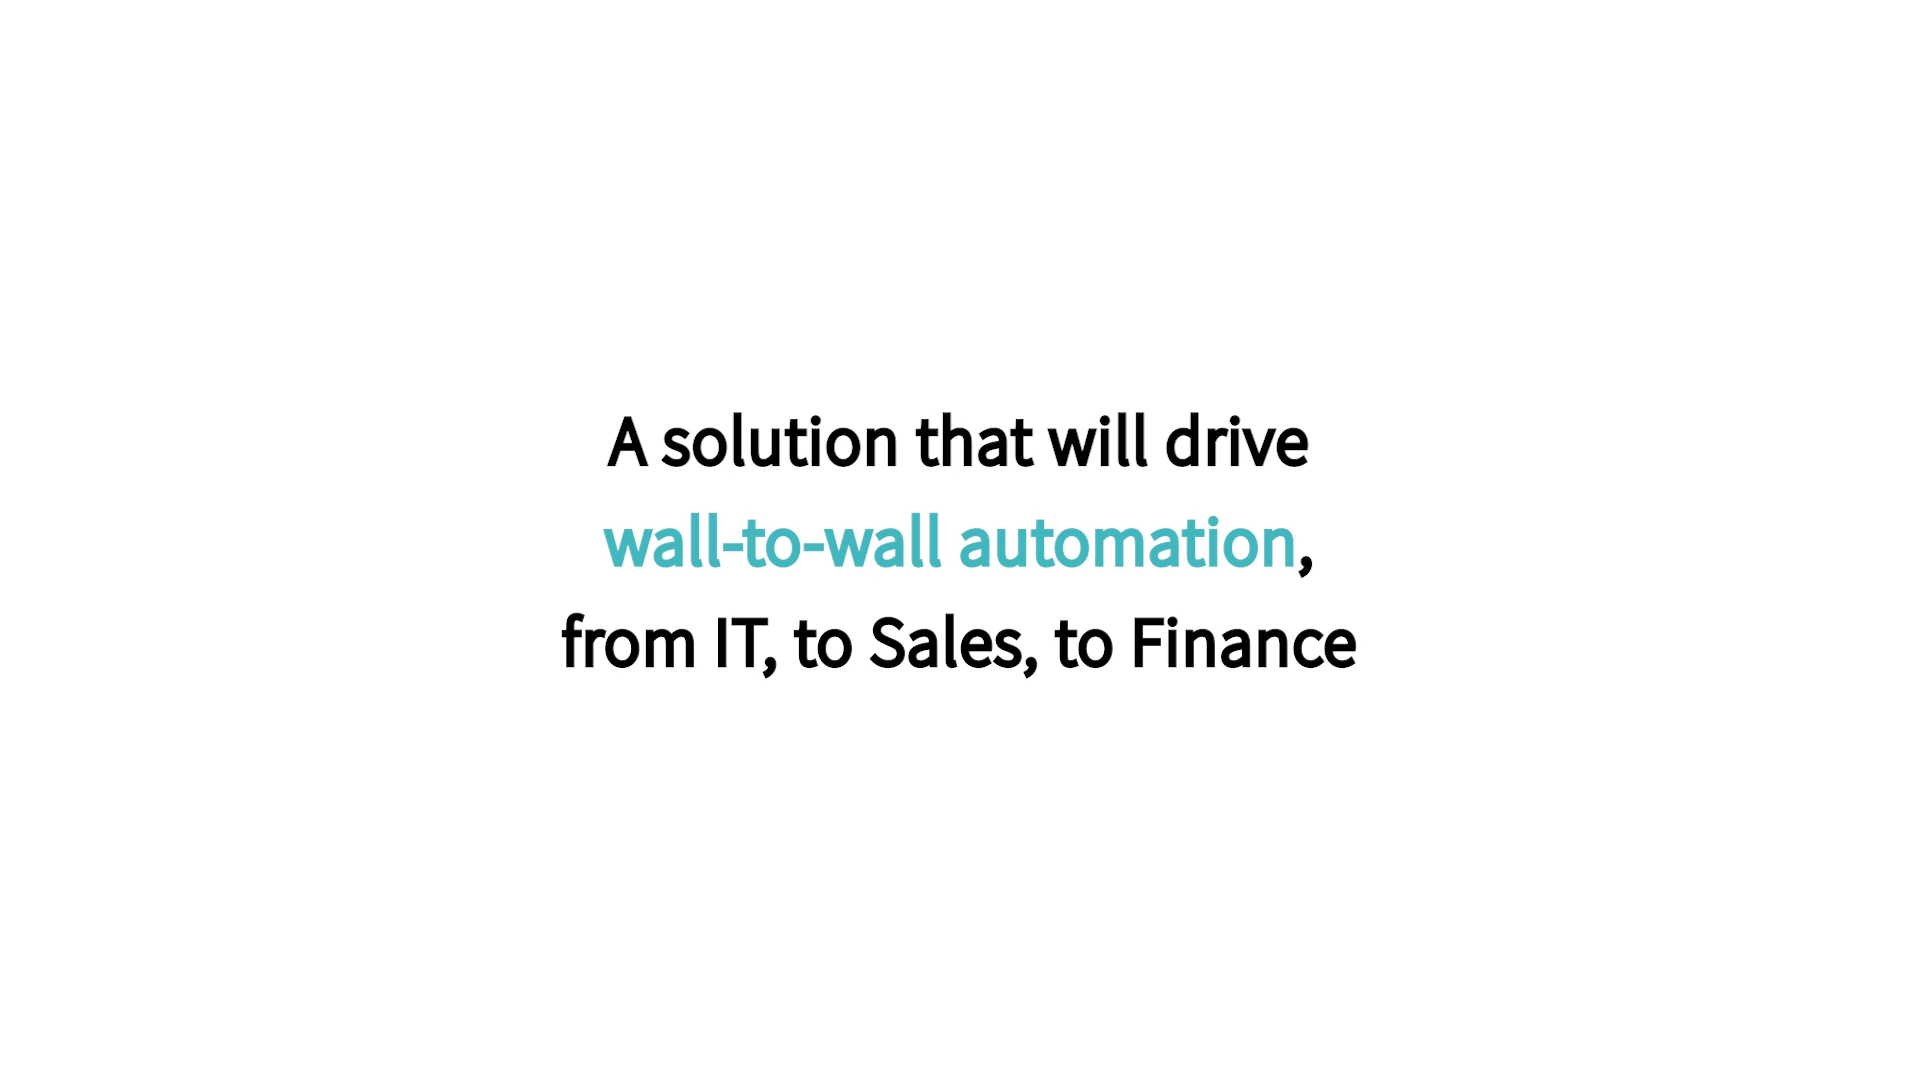 A solution that will drive
wall-to-wall automation,
from IT, to Sales, to Finance